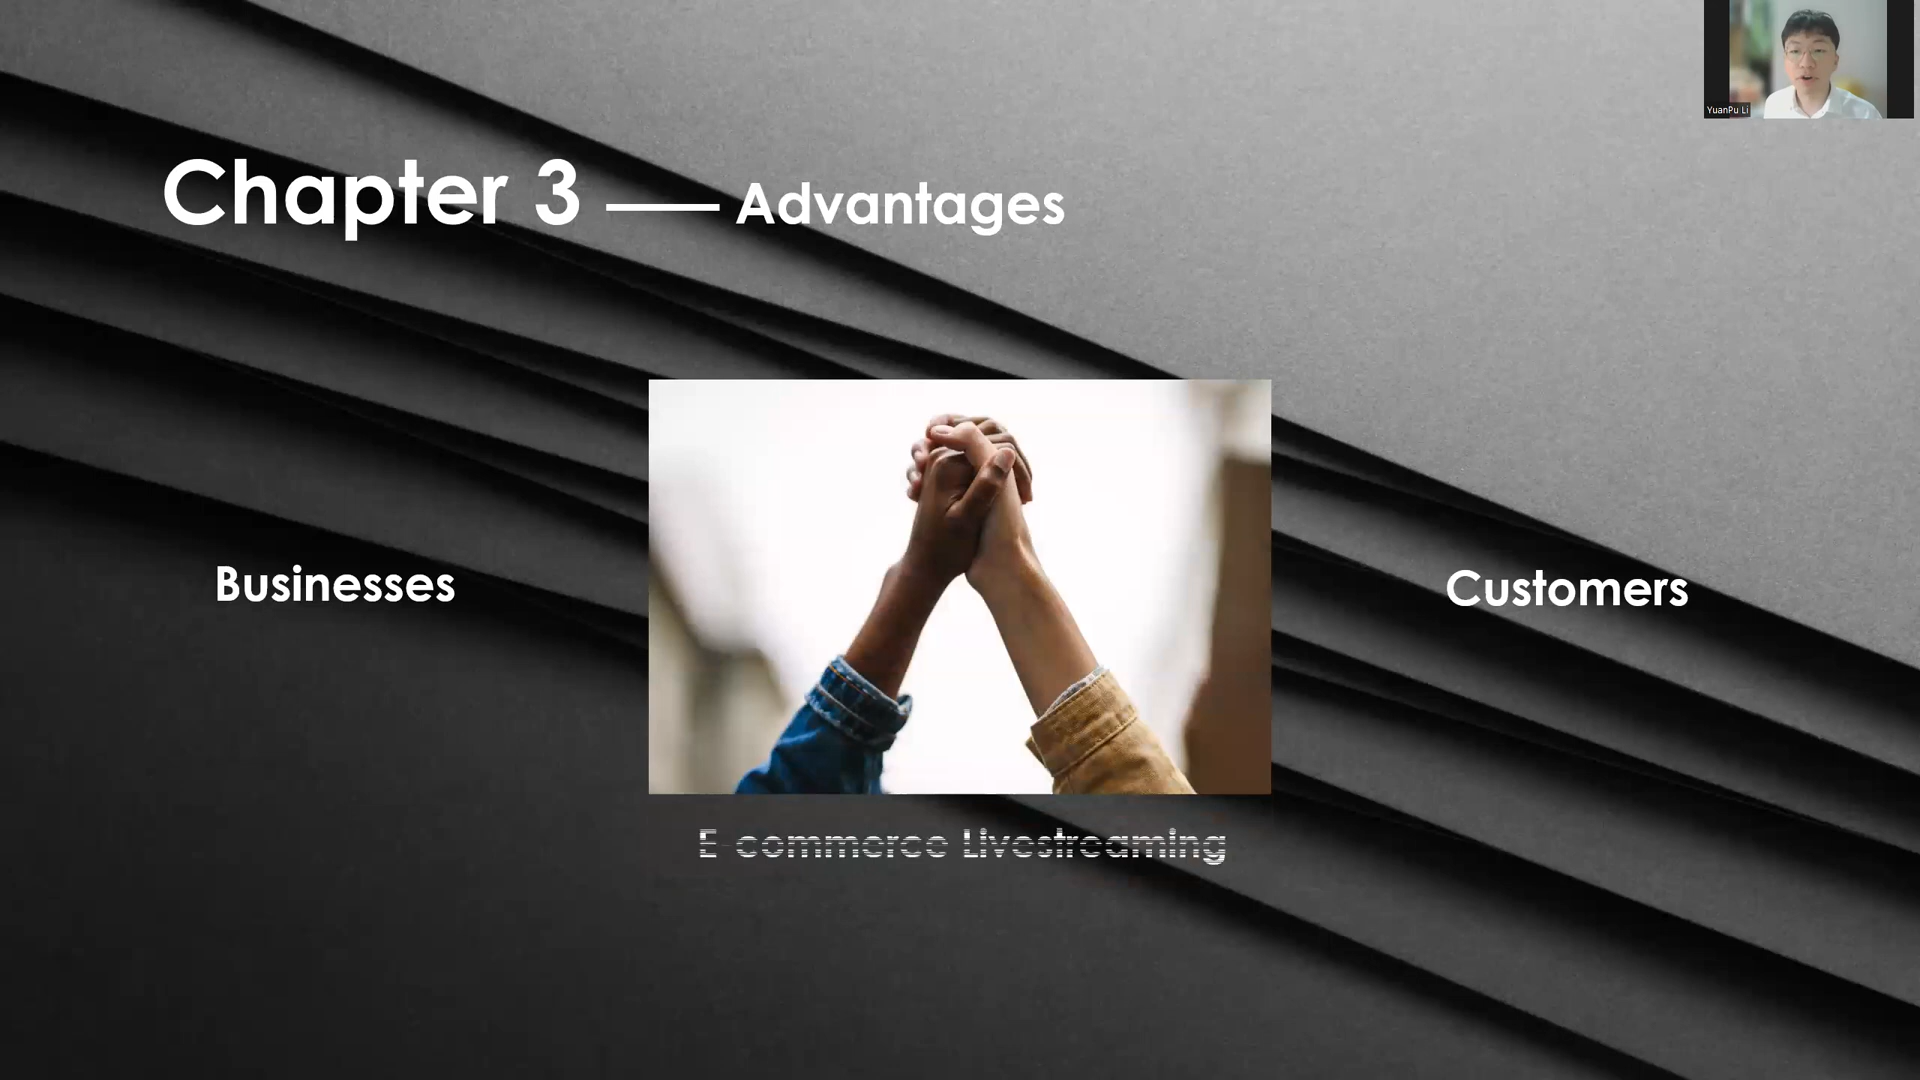 YuanPu Li
Chapter 3 —— Advantages
Businesses
Customers
E-commerce Livestreaming